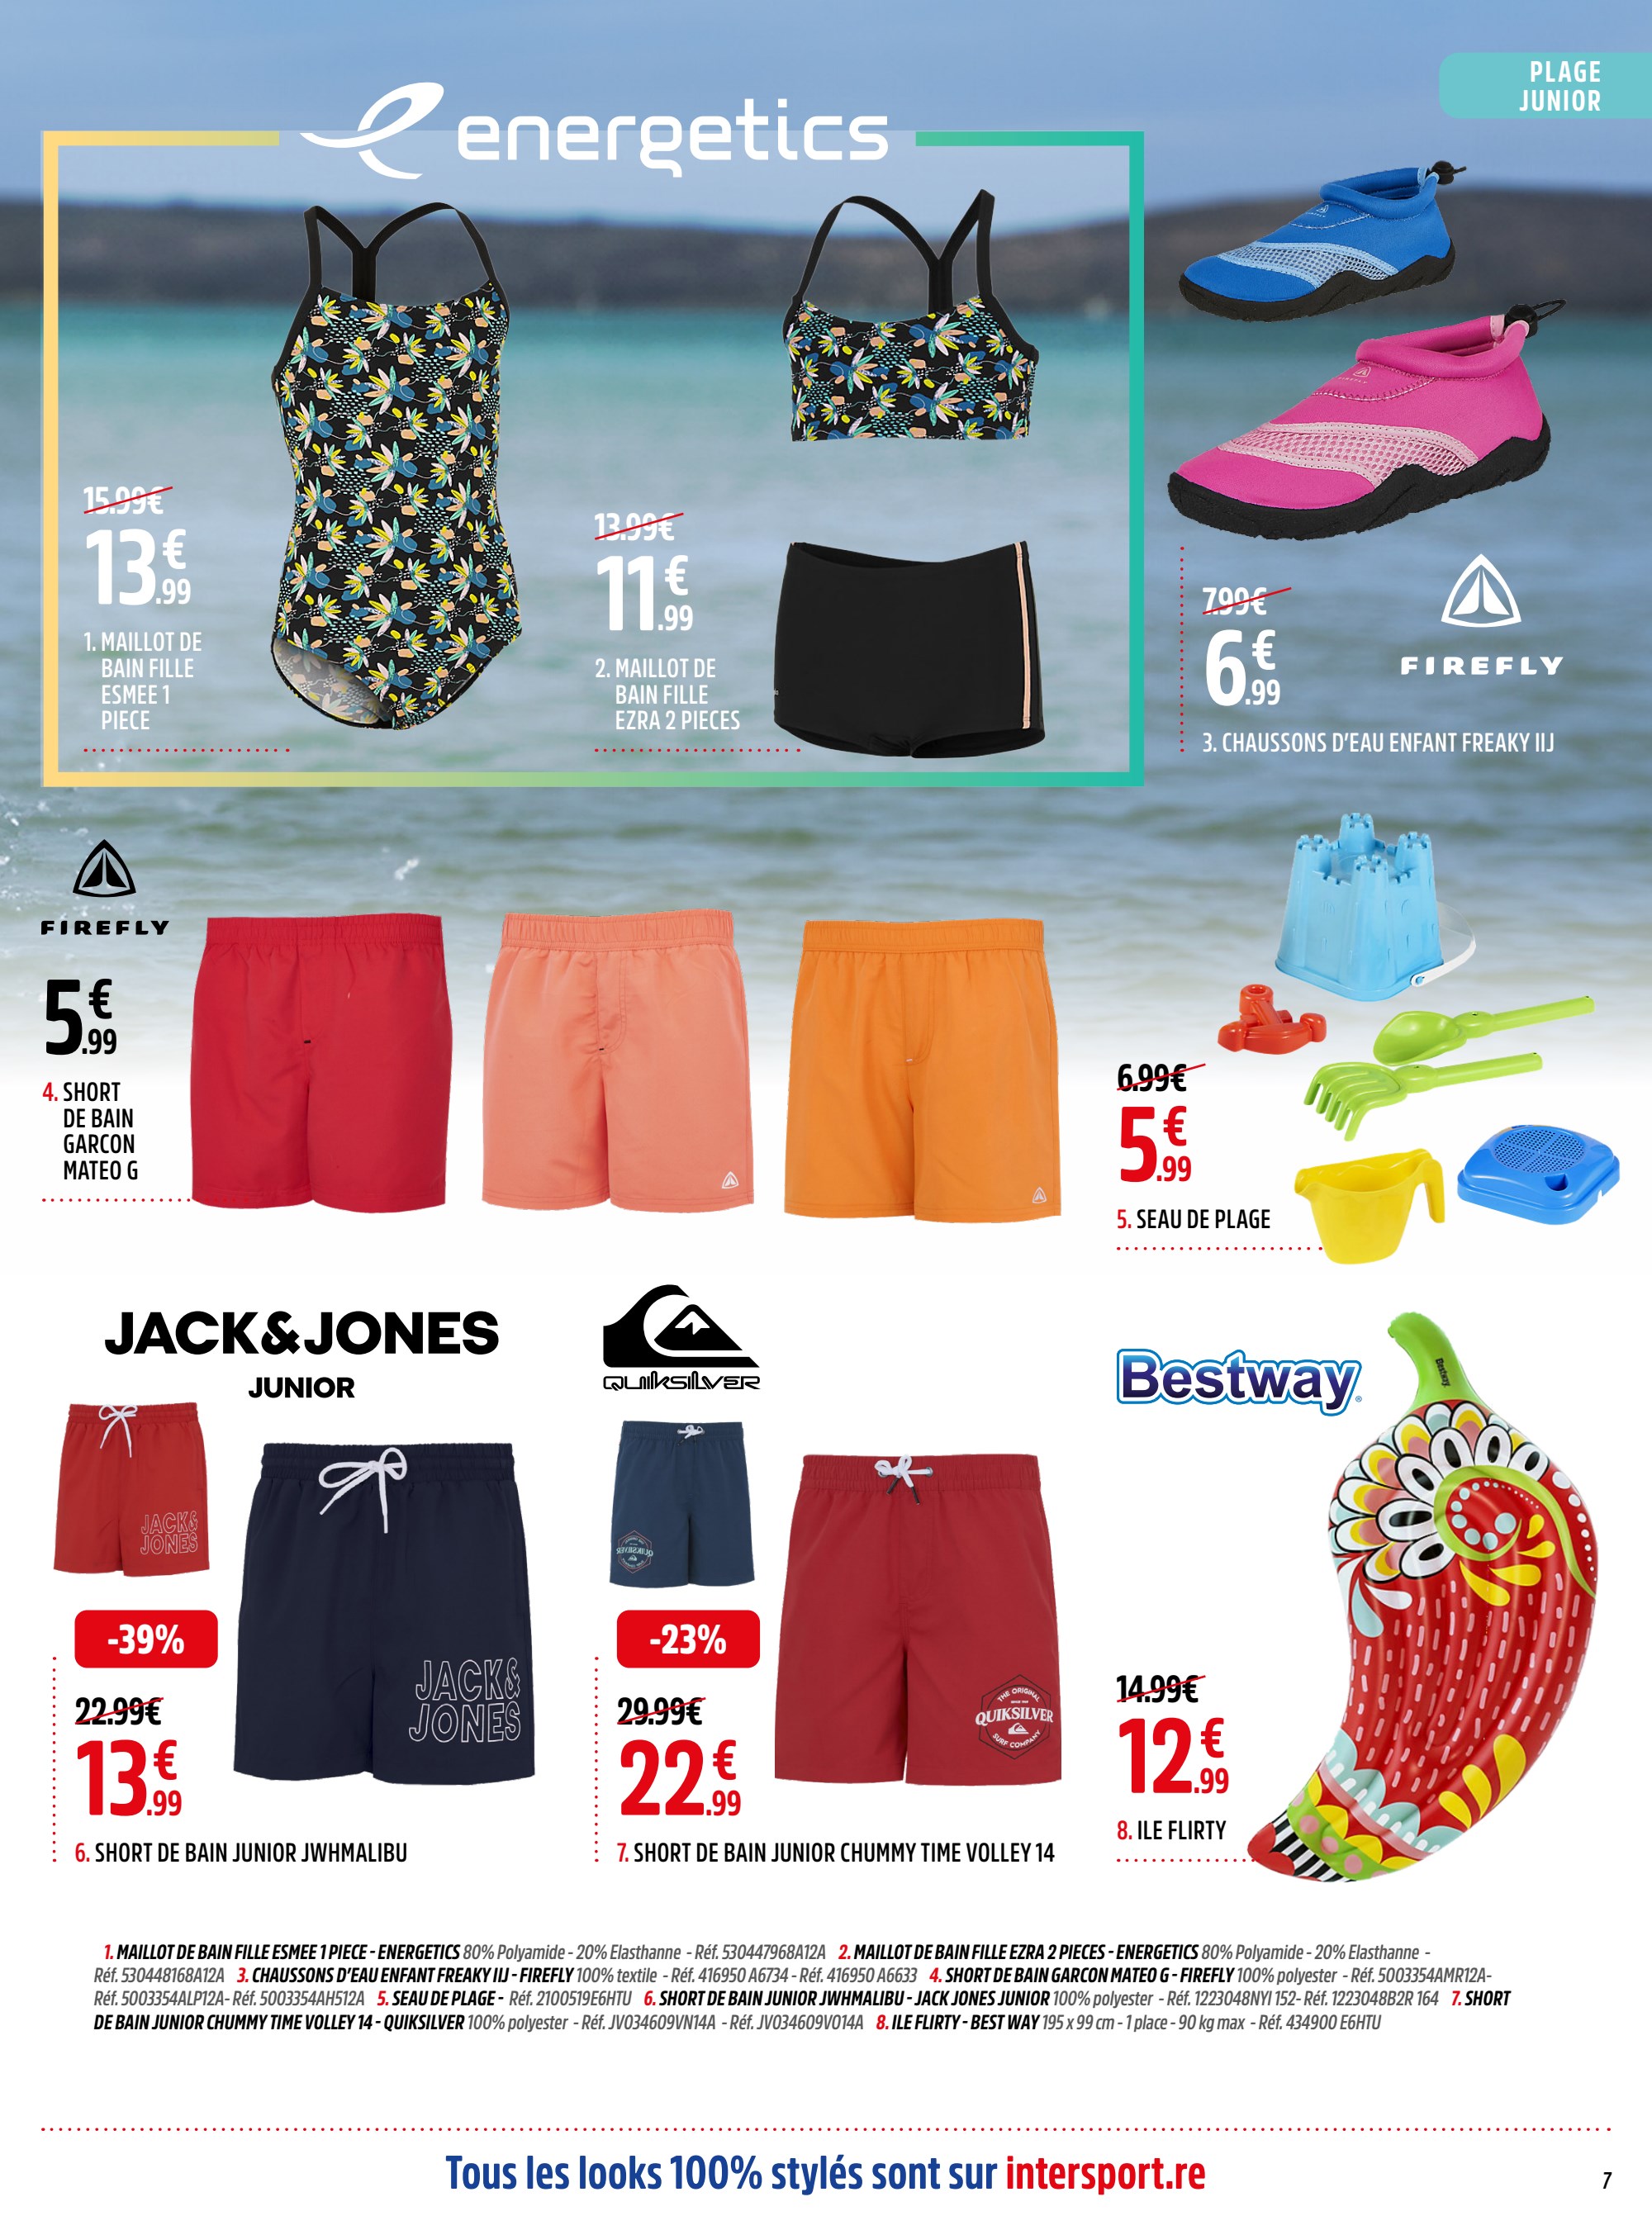 PLAGE
JUNIOR
energetics
15.99€
13€.99
1. MAILLOT DE
BAIN FILLE
ESMEE 1
PIECE
13.99€
11€.99
2. MAILLOT DE
BAIN FILLE
EZRA 2 PIECES
7.99€
6€.99
FIREFLY
3. CHAUSSONS D'EAU ENFANT FREAKY IIJ
FIREFLY
5€.99
4. SHORT
DE BAIN
GARCON
MATEO G
6.99€
5€.99
5. SEAU DE PLAGE
JACK&JONES
JUNIOR
JACK&
JONES
-39%
22.99€
13€.99
JACK&
JONES
6. SHORT DE BAIN JUNIOR JWHMALIBU
QUIKSILVER
QUIKSILVER
-23%
29.99€
22€.99
THE ORIGINAL
QUIKSILVER
SURF COMPANY
7. SHORT DE BAIN JUNIOR CHUMMY TIME VOLLEY 14
Bestway
Bestway
14.99€
12€.99
8. ILE FLIRTY
1. MAILLOT DE BAIN FILLE ESMEE 1 PIECE - ENERGETICS 80% Polyamide - 20% Elasthanne - Réf. 530447968A12A 2. MAILLOT DE BAIN FILLE EZRA 2 PIECES - ENERGETICS 80% Polyamide - 20% Elasthanne -
Réf. 530448168A12A 3. CHAUSSONS D'EAU ENFANT FREAKY IIJ - FIREFLY 100% textile - Réf. 416950 A6734 - Réf. 416950 A6633 4. SHORT DE BAIN GARCON MATEO G - FIREFLY 100% polyester - Réf. 5003354AMR12A-
Réf. 5003354ALP12A- Réf. 5003354AH512A 5. SEAU DE PLAGE - Réf. 2100519E6HTU 6. SHORT DE BAIN JUNIOR JWHMALIBU - JACK JONES JUNIOR 100% polyester - Réf. 1223048NYI 152- Réf. 1223048B2R 164 7. SHORT
DE BAIN JUNIOR CHUMMY TIME VOLLEY 14 - QUIKSILVER 100% polyester - Réf. JV034609VN14A - Réf. JV034609V014A 8. ILE FLIRTY - BEST WAY 195 x 99 cm - 1 place - 90 kg max - Réf. 434900 E6HTU
Tous les looks 100% stylés sont sur intersport.re
7